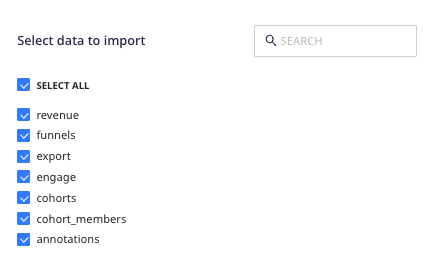 Select data to import
SEARCH
SELECT ALL
revenue
funnels
export
engage
cohorts
cohort_members
annotations